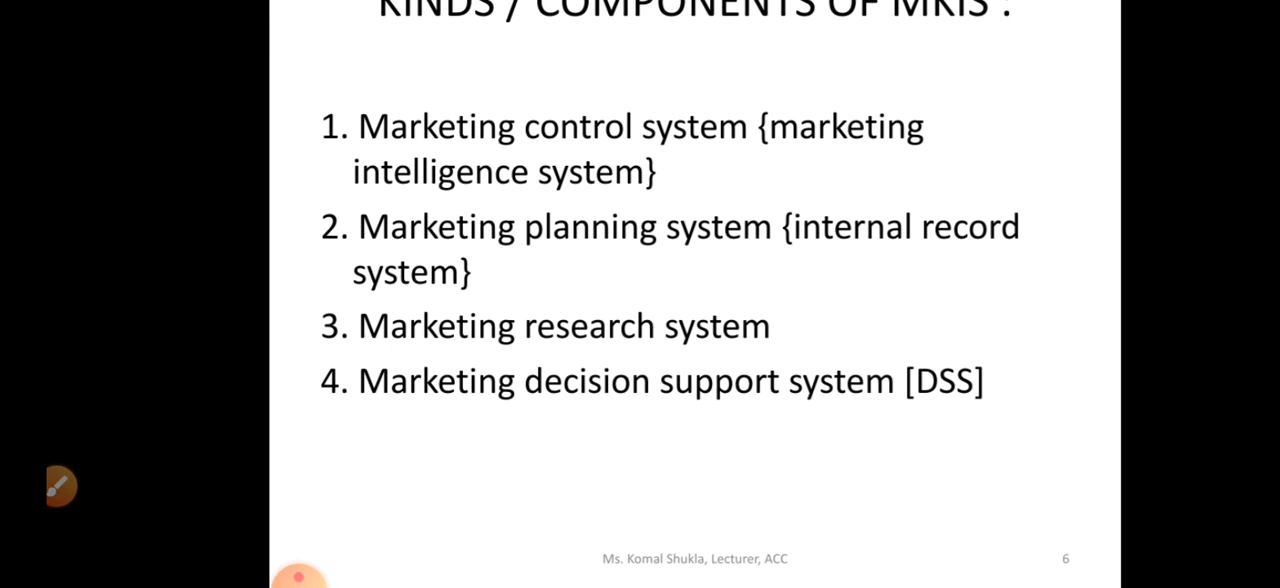 KINDS / COMPONENTS OF MKIS :
1. Marketing control system {marketing
intelligence system}
2. Marketing planning system {internal record
system}
3. Marketing research system
4. Marketing decision support system [DSS]
Ms. Komal Shukla, Lecturer, ACC
6